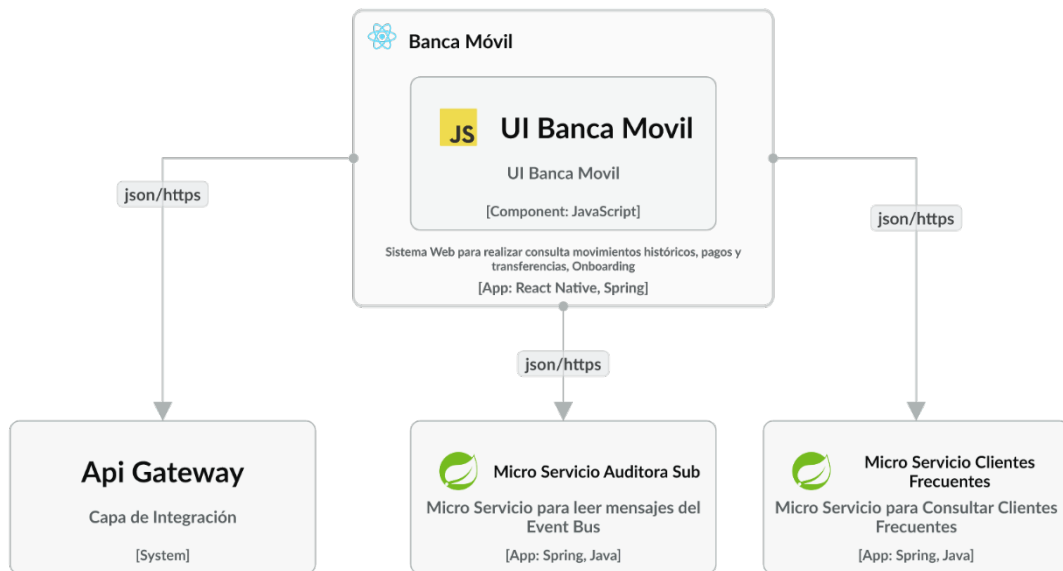 Banca Móvil
JS
UI Banca Movil
UI Banca Movil
[Component: JavaScript]
Sistema Web para realizar consulta movimientos históricos, pagos y
transferencias, Onboarding
[App: React Native, Spring]
json/https
json/https
json/https
Api Gateway
Capa de Integración
[System]
Micro Servicio Auditora Sub
Micro Servicio para leer mensajes del
Event Bus
[App: Spring, Java]
Micro Servicio Clientes
Frecuentes
Micro Servicio para Consultar Clientes
Frecuentes
[App: Spring, Java]